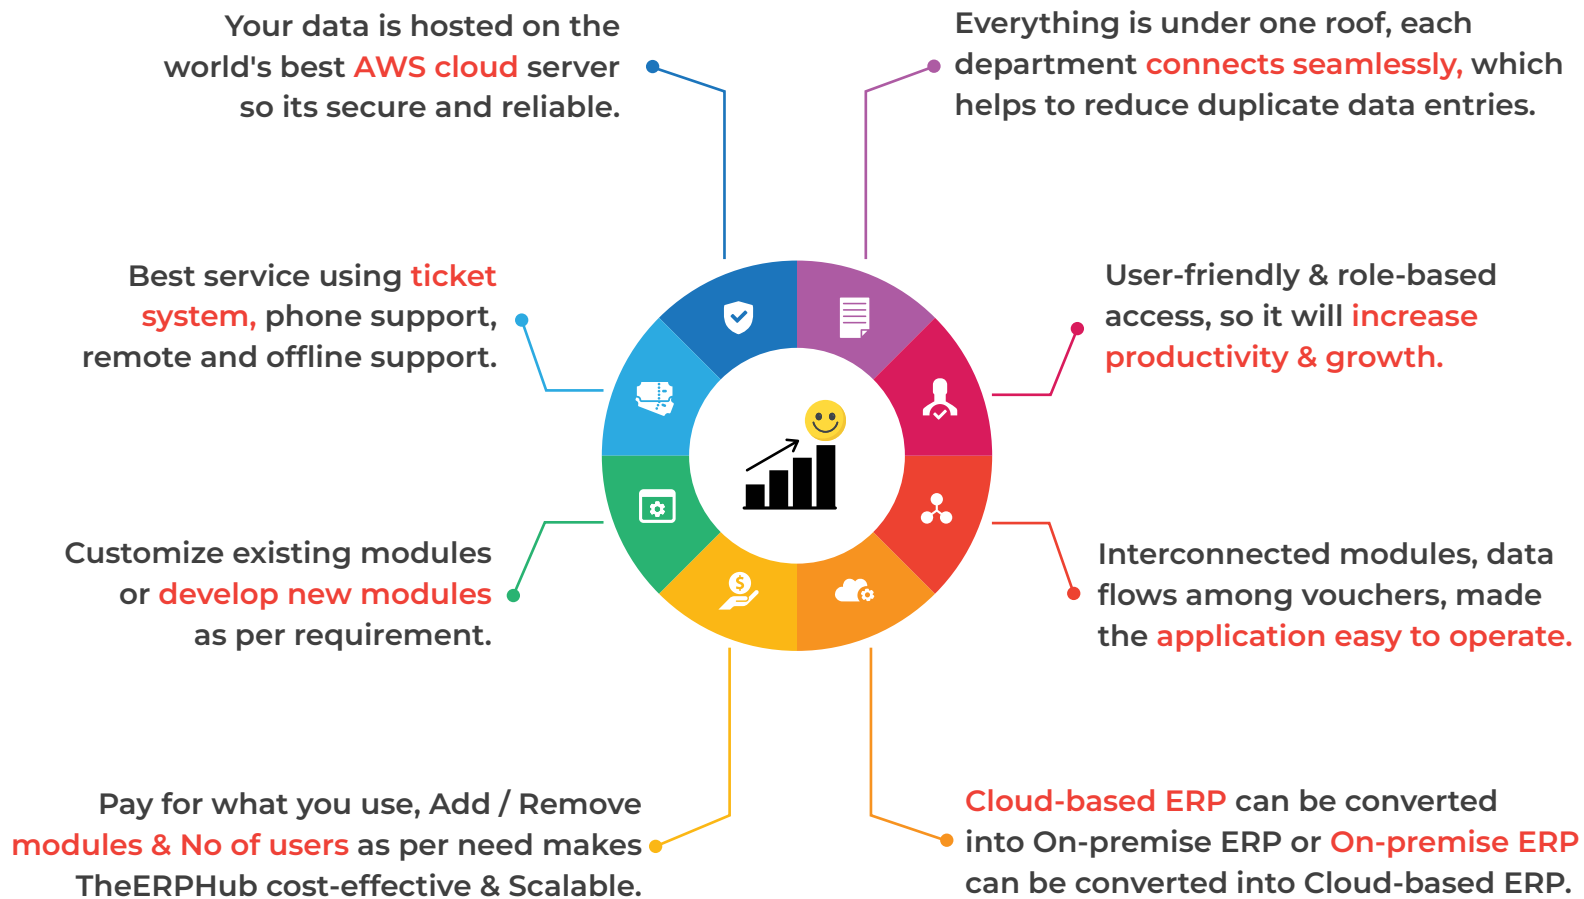 Your data is hosted on the
world's best AWS cloud server
so its secure and reliable.
Everything is under one roof, each
department connects seamlessly, which
helps to reduce duplicate data entries.
Best service using ticket
system, phone support,
remote and offline support.
User-friendly & role-based
access, so it will increase
productivity & growth.
Customize existing modules
or develop new modules
as per requirement.
Interconnected modules, data
flows among vouchers, made
the application easy to operate.
Pay for what you use, Add / Remove
modules & No of users as per need makes
TheERPHub cost-effective & Scalable.
Cloud-based ERP can be converted
into On-premise ERP or On-premise ERP
can be converted into Cloud-based ERP.
$